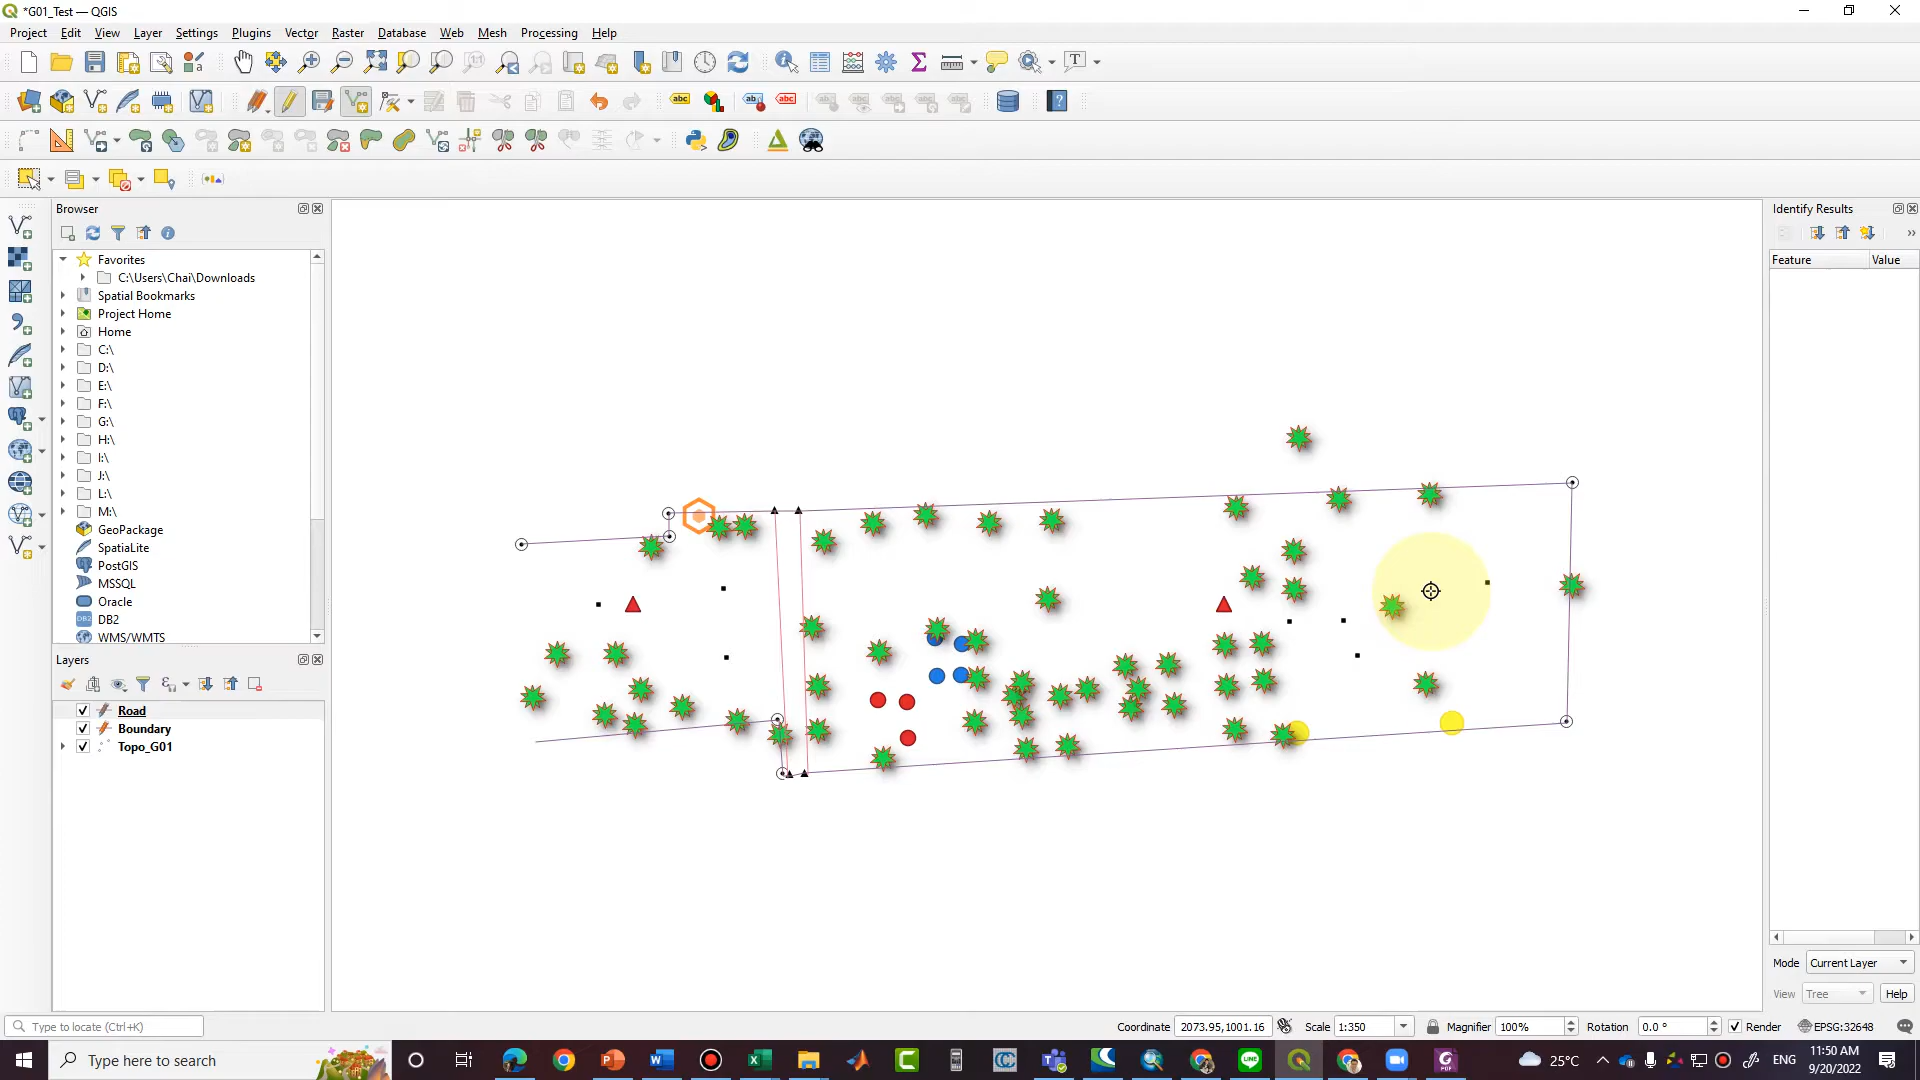 *G01_Test — QGIS
Project Edit View Layer Settings Plugins Vector Raster Database Web Mesh Processing Help
Browser
Favorites
C:\Users\Chai\Downloads
Spatial Bookmarks
Project Home
Home
C:\
D:\
E:\
F:\
G:\
H:\
I:\
J:\
L:\
M:\
GeoPackage
SpatiaLite
PostGIS
MSSQL
Oracle
DB2
WMS/WMTS
Layers
Road
Boundary
Topo_G01
Identify Results
Feature Value
Mode Current Layer
View Tree Help
Type to locate (Ctrl+K)
Coordinate 2073.95,1001.16 Scale 1:350 Magnifier 100% Rotation 0.0 ° Render EPSG:32648
Type here to search
25°C ENG
11:50 AM
9/20/2022